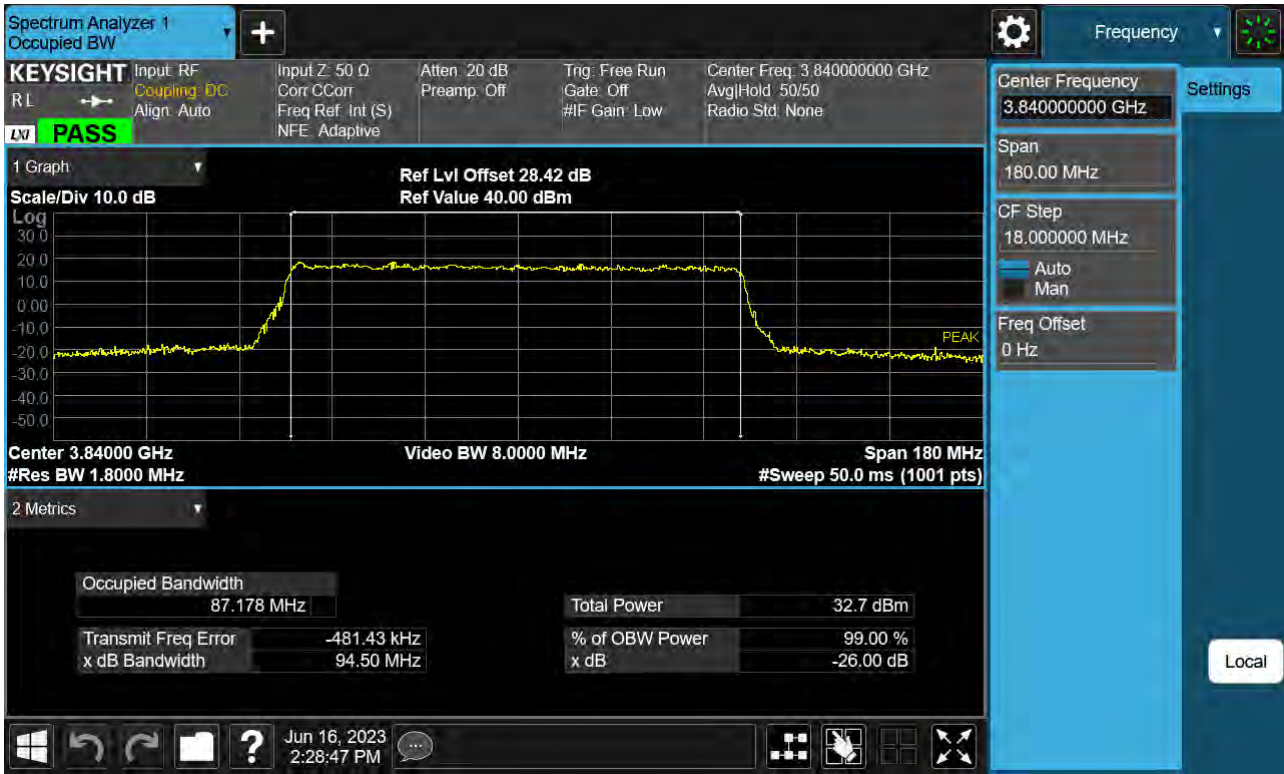 Spectrum Analyzer 1
Occupied BW
+
Frequency
KEYSIGHT
R L
LXI
PASS
Input: RF
Coupling: DC
Align: Auto
Input Z: 50 Ω
Corr CCorr
Freq Ref: Int (S)
NFE: Adaptive
Atten: 20 dB
Preamp: Off
Trig: Free Run
Gate: Off
#IF Gain: Low
Center Freq: 3.840000000 GHz
Avg|Hold: 50/50
Radio Std: None
Center Frequency
3.840000000 GHz
Settings
Span
180.00 MHz
CF Step
18.000000 MHz
Auto
Man
Freq Offset
0 Hz
1 Graph
Scale/Div 10.0 dB
Ref Lvl Offset 28.42 dB
Ref Value 40.00 dBm
Log
30.0
20.0
10.0
0.00
-10.0
-20.0
-30.0
-40.0
-50.0
PEAK
Center 3.84000 GHz
#Res BW 1.8000 MHz
Video BW 8.0000 MHz
Span 180 MHz
#Sweep 50.0 ms (1001 pts)
2 Metrics
Occupied Bandwidth
87.178 MHz
Transmit Freq Error -481.43 kHz
x dB Bandwidth 94.50 MHz
Total Power 32.7 dBm
% of OBW Power 99.00 %
x dB -26.00 dB
Local
?
Jun 16, 2023
2:28:47 PM